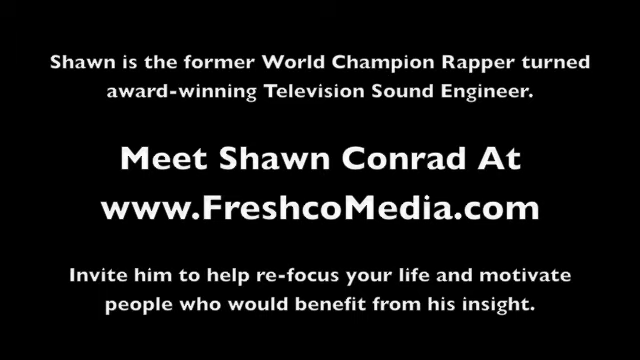 Shawn is the former World Champion Rapper turned
award-winning Television Sound Engineer.
Meet Shawn Conrad At
www.FreshcoMedia.com
Invite him to help re-focus your life and motivate
people who would benefit from his insight.